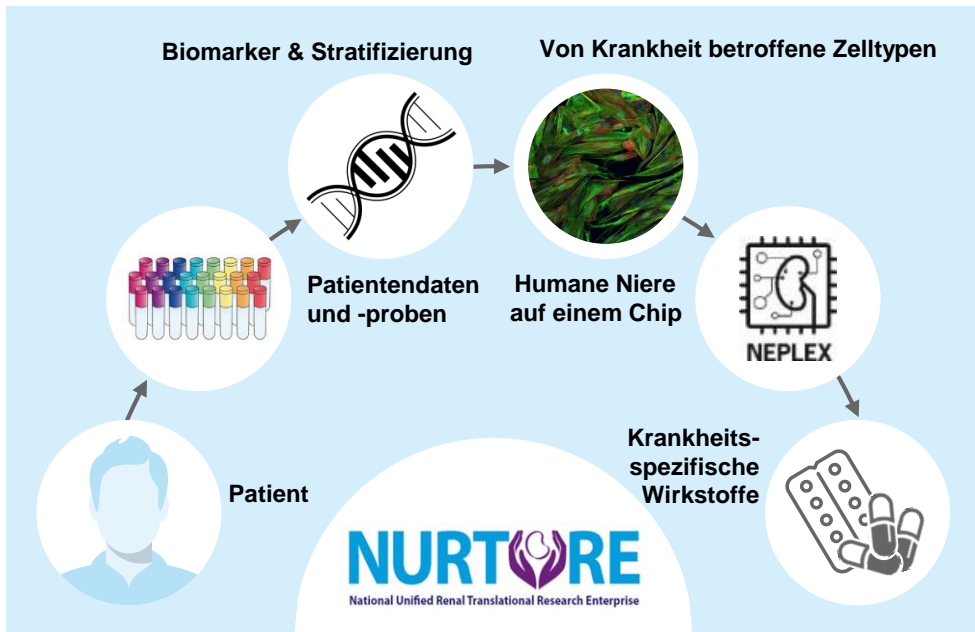 Biomarker & Stratifizierung
Von Krankheit betroffene Zelltypen
Patientendaten
und -proben
Humane Niere
auf einem Chip
NEPLEX
Patient
Krankheits-
spezifische
Wirkstoffe
NURTURE
National Unified Renal Translational Research Enterprise